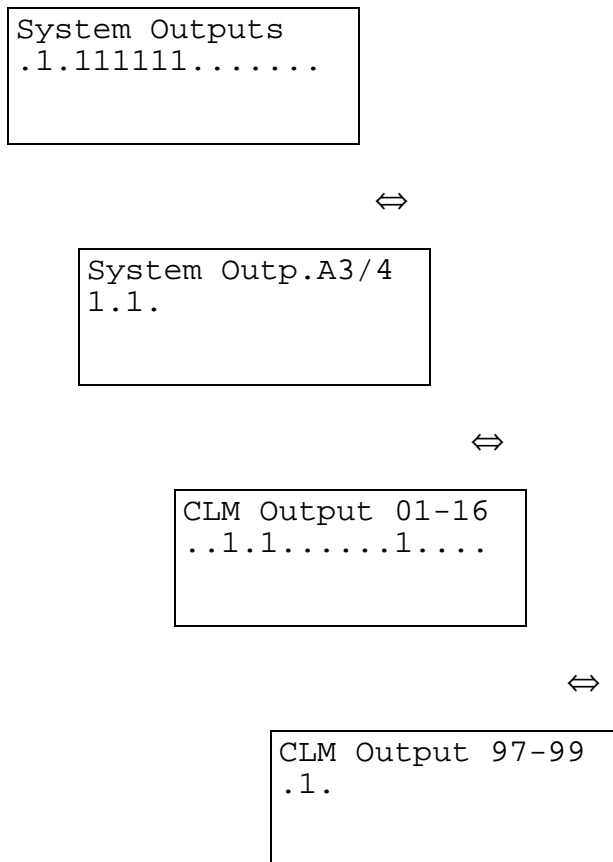 System Outputs
.1.111111.......
⇔
System Outp.A3/4
1.1.
⇔
CLM Output 01-16
..1.1......1....
⇔
CLM Output 97-99
.1.